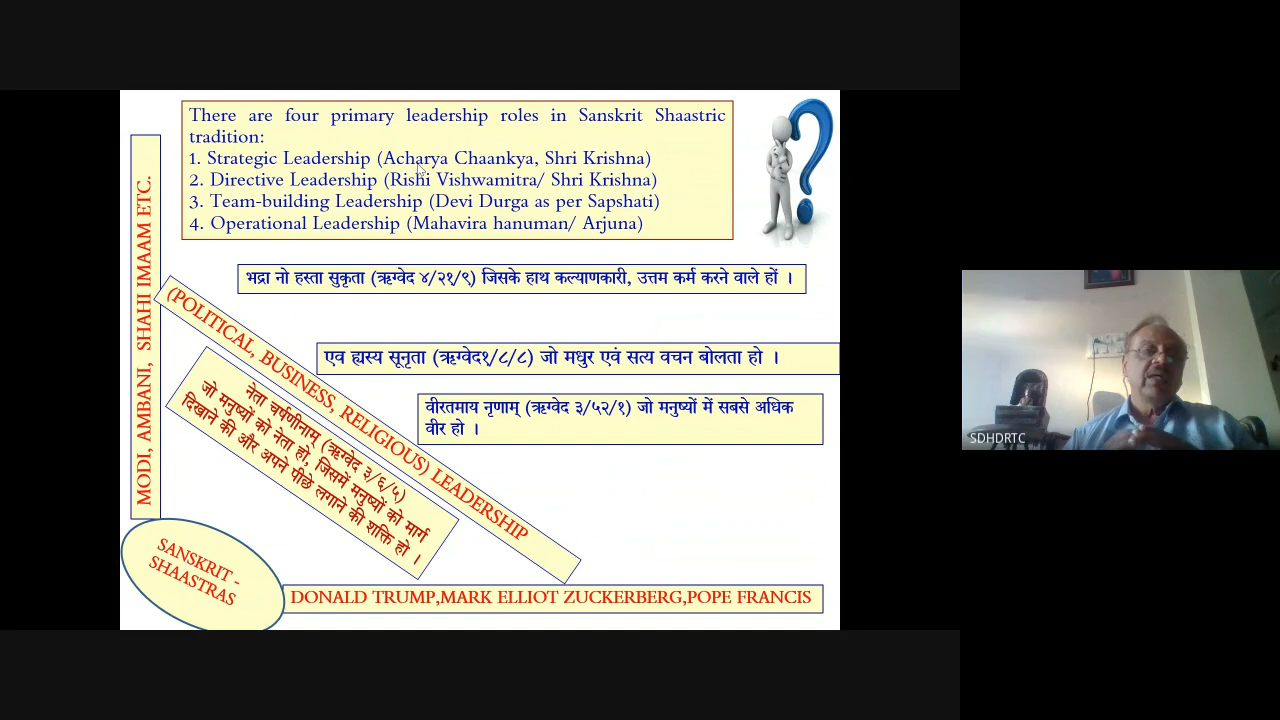 There are four primary leadership roles in Sanskrit Shaastric
tradition:
1. Strategic Leadership (Acharya Chaankya, Shri Krishna)
2. Directive Leadership (Rishi Vishwamitra/ Shri Krishna)
3. Team-building Leadership (Devi Durga as per Sapshati)
4. Operational Leadership (Mahavira hanuman/ Arjuna)
MODI, AMBANI, SHAHI IMAAM ETC.
भद्रा नो हस्ता सुकृता (ऋग्वेद ४/२१/९) जिसके हाथ कल्याणकारी, उत्तम कर्म करने वाले हों ।
(POLITICAL, BUSINESS, RELIGIOUS) LEADERSHIP
एव ह्यस्य सूनृता (ऋग्वेद१/८/८) जो मधुर एवं सत्य वचन बोलता हो ।
वीरतमाय नृणाम् (ऋग्वेद ३/५२/१) जो मनुष्यों में सबसे अधिक
वीर हो ।
नेता चर्षणीनाम् (ऋग्वेद ३/६/५)
जो मनुष्यों को नेता हो, जिसमें मनुष्यों को मार्ग
दिखाने की और अपने पीछे लगाने की शक्ति हो ।
SANSKRIT -
SHAASTRAS
DONALD TRUMP,MARK ELLIOT ZUCKERBERG,POPE FRANCIS
SDHDRTC